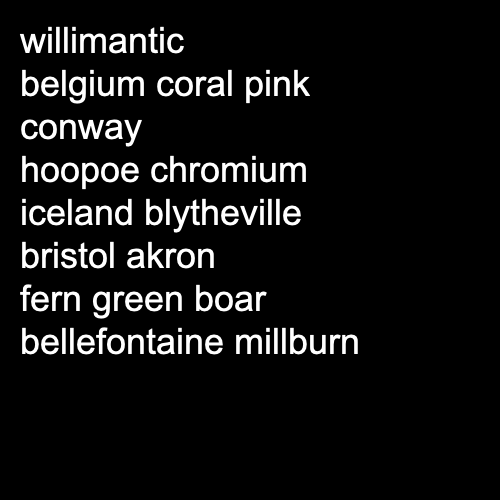 willimantic
belgium coral pink
conway
hoopoe chromium
iceland blytheville
bristol akron
fern green boar
bellefontaine millburn